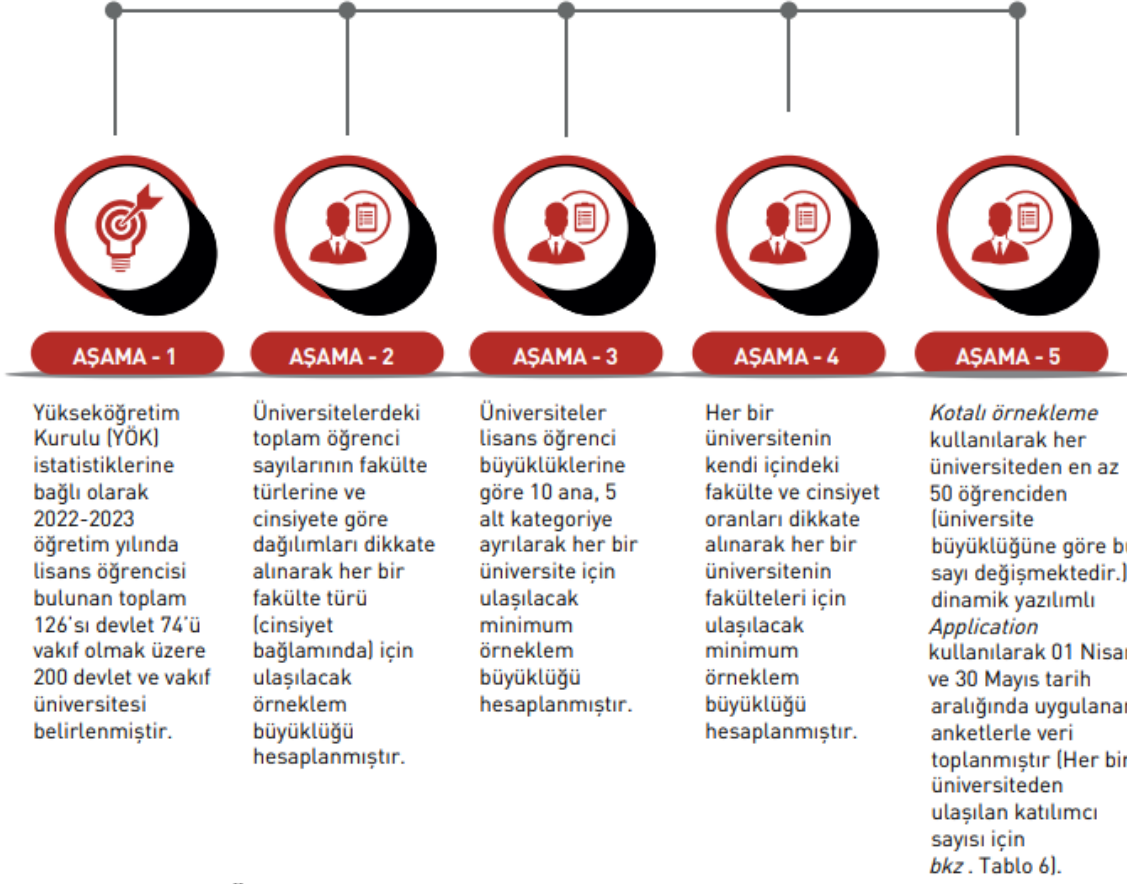 AŞAMA - 1
Yükseköğretim
Kurulu (YÖK)
istatistiklerine
bağlı olarak
2022-2023
öğretim yılında
lisans öğrencisi
bulunan toplam
126'sı devlet 74'ü
vakıf olmak üzere
200 devlet ve vakıf
üniversitesi
belirlenmiştir.
AŞAMA - 2
Üniversitelerdeki
toplam öğrenci
sayılarının fakülte
türlerine ve
cinsiyete göre
dağılımları dikkate
alınarak her bir
fakülte türü
(cinsiyet
bağlamında) için
ulaşılacak
örneklem
büyüklüğü
hesaplanmıştır.
AŞAMA - 3
Üniversiteler
lisans öğrenci
büyüklüklerine
göre 10 ana, 5
alt kategoriye
ayrılarak her bir
üniversite için
ulaşılacak
minimum
örneklem
büyüklüğü
hesaplanmıştır.
AŞAMA - 4
Her bir
üniversitenin
kendi içindeki
fakülte ve cinsiyet
oranları dikkate
alınarak her bir
üniversitenin
fakülteleri için
ulaşılacak
minimum
örneklem
büyüklüğü
hesaplanmıştır.
AŞAMA - 5
Kotalı örnekleme
kullanılarak her
üniversiteden en az
50 öğrenciden
(üniversite
büyüklüğüne göre
sayı değişmektedir.)
dinamik yazılımlı
Application
kullanılarak 01
ve 30 Mayıs tarih
aralığında
anketlerle veri
toplanmıştır (Her bir
üniversiteden
ulaşılan katılımcı
sayısı için
bkz . Tablo 6).